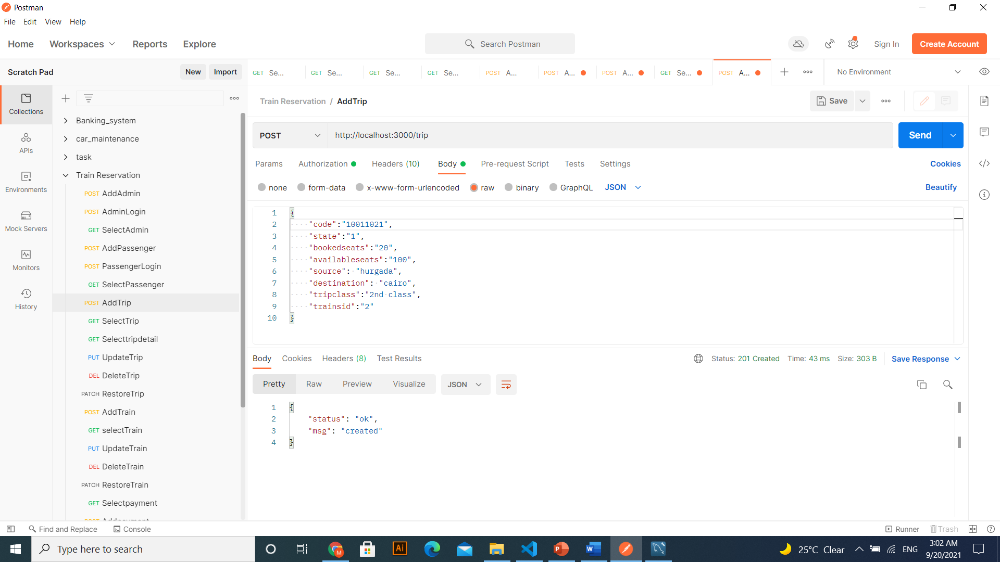 Postman
File Edit View Help
Home Workspaces Reports Explore Search Postman Sign In Create Account
Scratch Pad New Import GET Se... GET Se... GET Se... GET Se... POST A... POST A... POST A... GET Se... POST A... No Environment
Train Reservation / AddTrip Save
POST http://localhost:3000/trip Send
Params Authorization Headers (10) Body Pre-request Script Tests Settings Cookies
none form-data x-www-form-urlencoded raw binary GraphQL JSON Beautify
Collections
APIs
Environments
Mock Servers
Monitors
History
Banking_system
car_maintenance
task
Train Reservation
POST AddAdmin
POST AdminLogin
GET SelectAdmin
POST AddPassenger
POST PassengerLogin
GET SelectPassenger
POST AddTrip
GET SelectTrip
GET Selecttripdetail
PUT UpdateTrip
DEL DeleteTrip
PATCH RestoreTrip
POST AddTrain
GET selectTrain
PUT UpdateTrain
DEL DeleteTrain
PATCH RestoreTrain
GET Selectpayment
POST Addpayment
1 {
2 "code":"10011021",
3 "state":"1",
4 "bookedseats":"20",
5 "availableseats":"100",
6 "source": "hurgada",
7 "destination": "cairo",
8 "tripclass":"2nd class",
9 "trainsid":"2"
10 }
Body Cookies Headers (8) Test Results Status: 201 Created Time: 43 ms Size: 303 B Save Response
Pretty Raw Preview Visualize JSON
1 {
2 "status": "ok",
3 "msg": "created"
4 }
Find and Replace Console Runner Trash
Type here to search 25°C Clear ENG 3:02 AM
9/20/2021